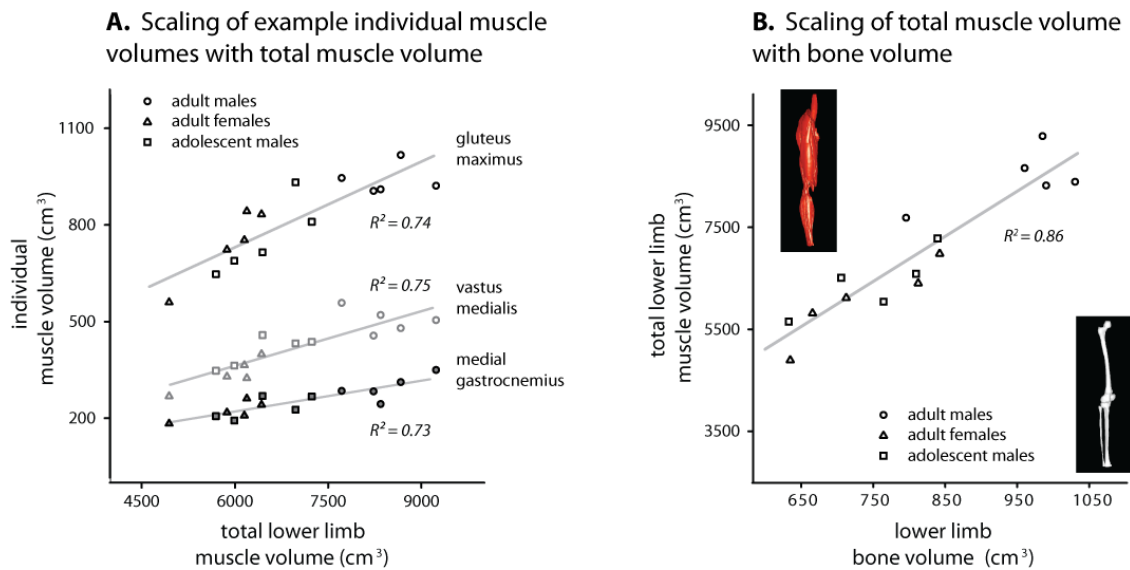 A. Scaling of example individual muscle
volumes with total muscle volume
adult males
adult females
adolescent males
1100
800
500
200
individual
muscle volume (cm³)
gluteus
maximus
R² = 0.74
R² = 0.75
vastus
medialis
medial
gastrocnemius
R² = 0.73
4500
6000
7500
9000
total lower limb
muscle volume (cm³)
B. Scaling of total muscle volume
with bone volume
9500
7500
5500
3500
total lower limb
muscle volume (cm³)
R² = 0.86
adult males
adult females
adolescent males
650
750
850
950
1050
lower limb
bone volume (cm³)